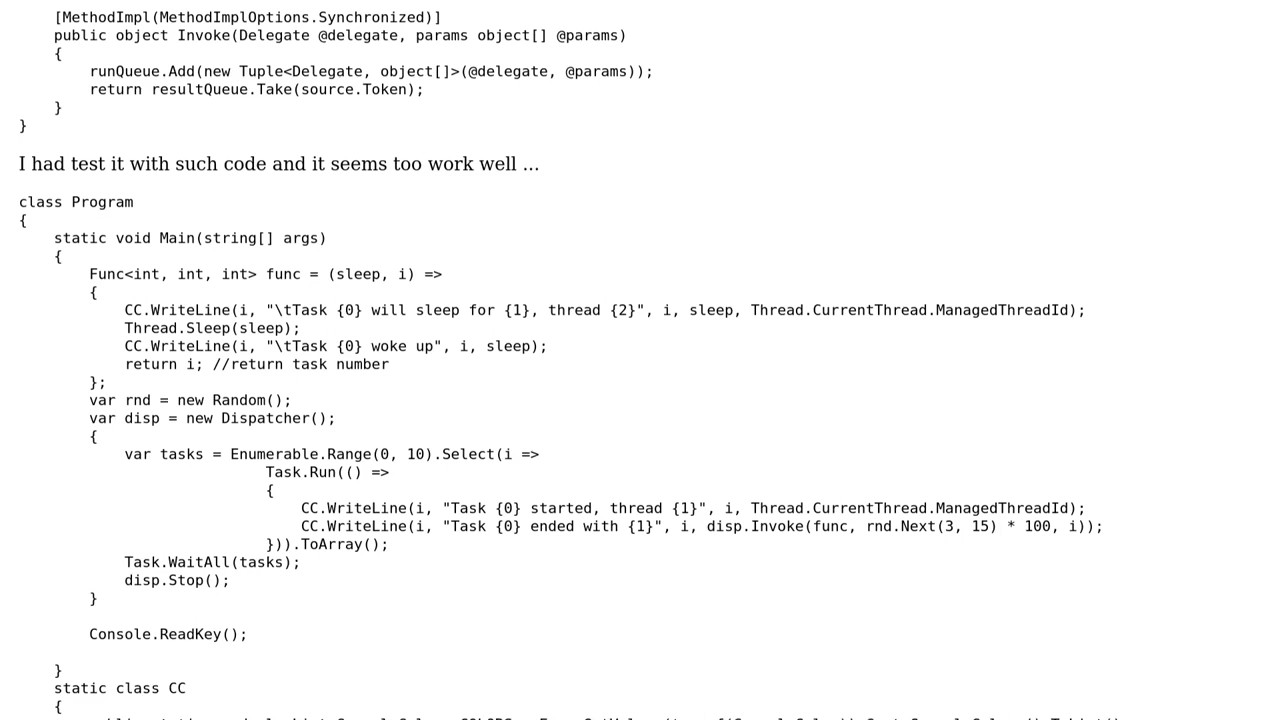 [MethodImpl(MethodImplOptions.Synchronized)]
public object Invoke(Delegate @delegate, params object[] @params)
{
runQueue.Add(new Tuple<Delegate, object[]>(@delegate, @params));
return resultQueue.Take(source.Token);
}
}
I had test it with such code and it seems too work well ...
class Program
{
static void Main(string[] args)
{
Func<int, int, int> func = (sleep, i) =>
{
CC.WriteLine(i, "\tTask {0} will sleep for {1}, thread {2}", i, sleep, Thread.CurrentThread.ManagedThreadId);
Thread.Sleep(sleep);
CC.WriteLine(i, "\tTask {0} woke up", i, sleep);
return i; //return task number
};
var rnd = new Random();
var disp = new Dispatcher();
{
var tasks = Enumerable.Range(0, 10).Select(i =>
Task.Run(() =>
{
CC.WriteLine(i, "Task {0} started, thread {1}", i, Thread.CurrentThread.ManagedThreadId);
CC.WriteLine(i, "Task {0} ended with {1}", i, disp.Invoke(func, rnd.Next(3, 15) * 100, i));
})).ToArray();
Task.WaitAll(tasks);
disp.Stop();
}
Console.ReadKey();
}
static class CC
{